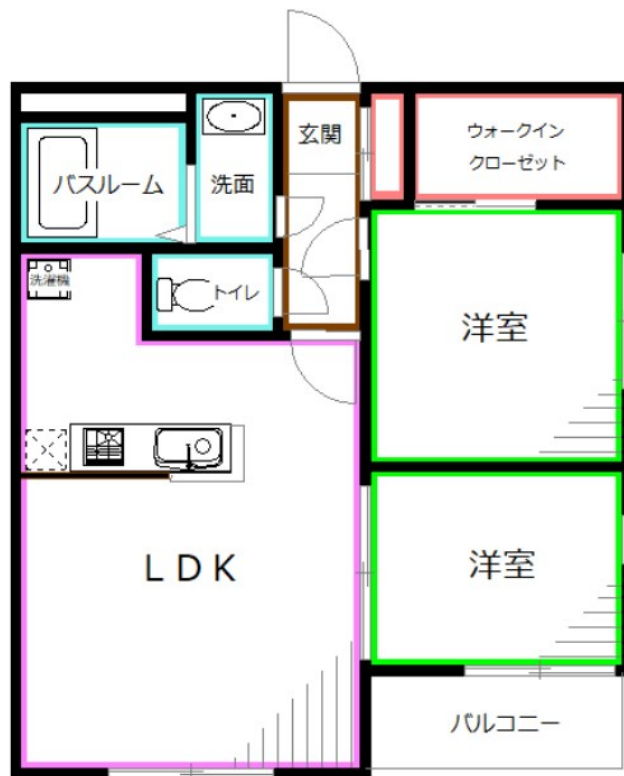 玄関
ウォークイン
クローゼット
バスルーム
洗面
洗濯機
トイレ
洋室
LDK
洋室
バルコニー